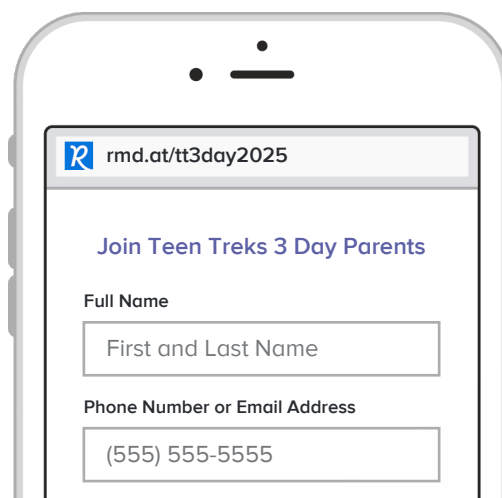 rmd.at/tt3day2025
Join Teen Treks 3 Day Parents
Full Name
First and Last Name
Phone Number or Email Address
(555) 555-5555